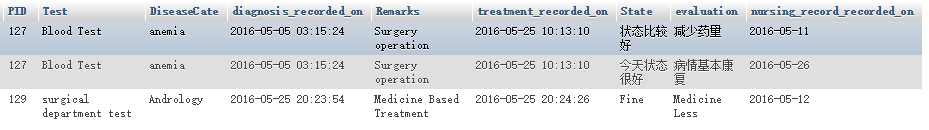 PID Test DiseaseCate diagnosis_recorded_on Remarks treatment_recorded_on State evaluation nursing_record_recorded_on
127 Blood Test anemia 2016-05-05 03:15:24 Surgery operation 2016-05-25 10:13:10 状态比较好 减少药量 2016-05-11
127 Blood Test anemia 2016-05-05 03:15:24 Surgery operation 2016-05-25 10:13:10 今天状态很好 病情基本康复 2016-05-26
129 surgical department test Andrology 2016-05-25 20:23:54 Medicine Based Treatment 2016-05-25 20:24:26 Fine Medicine Less 2016-05-12